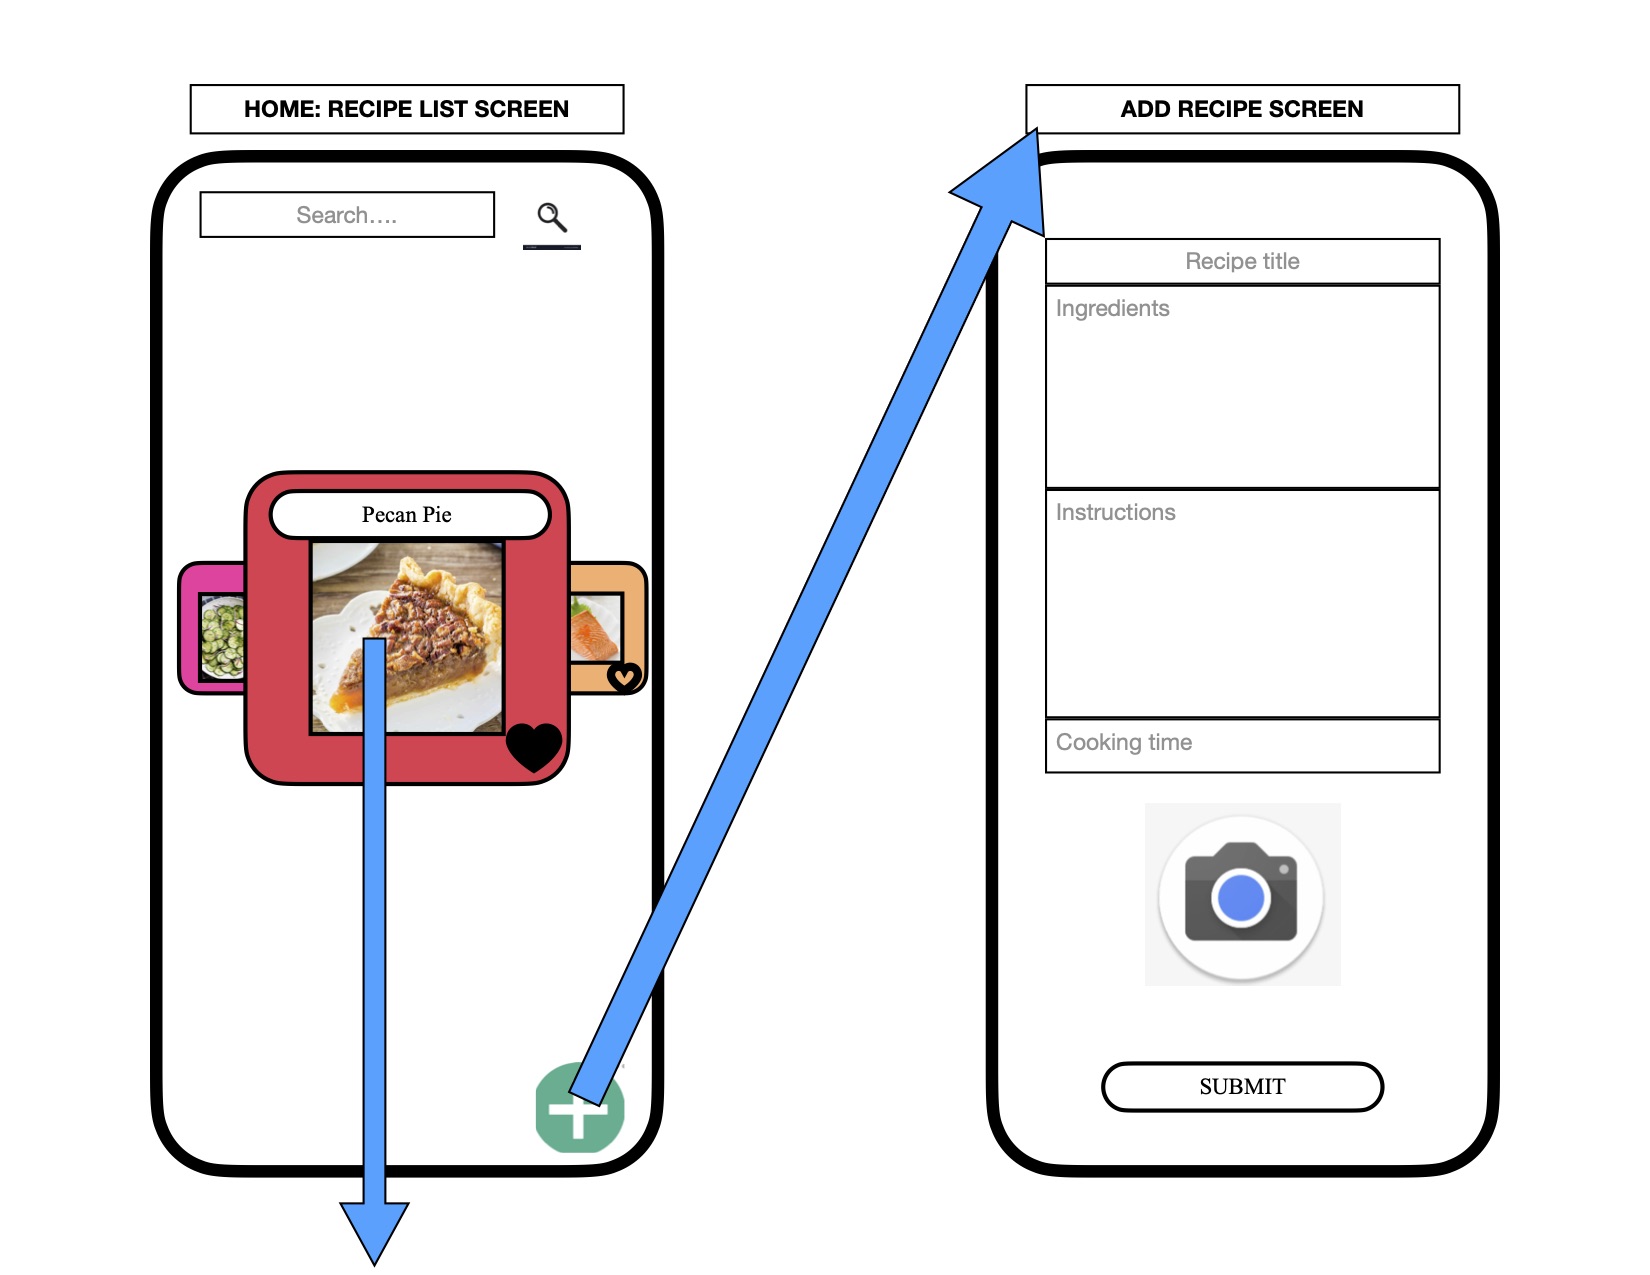 HOME: RECIPE LIST SCREEN
Search....
Pecan Pie
ADD RECIPE SCREEN
Recipe title
Ingredients
Instructions
Cooking time
SUBMIT